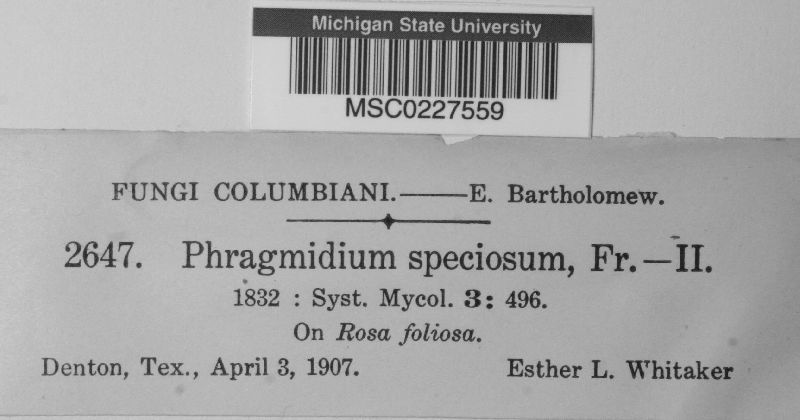 Michigan State University
MSC0227559
FUNGI COLUMBIANI.——E. Bartholomew.
2647. Phragmidium speciosum, Fr.—II.
1832 : Syst. Mycol. 3: 496.
On Rosa foliosa.
Denton, Tex., April 3, 1907. Esther L. Whitaker